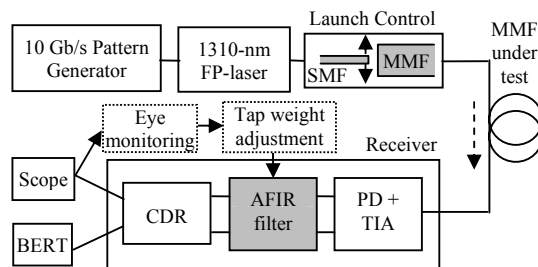 Launch Control
10 Gb/s Pattern
Generator
1310-nm
FP-laser
SMF
MMF
MMF
under
test
Eye
monitoring
Tap weight
adjustment
Receiver
Scope
CDR
AFIR
filter
PD +
TIA
BERT